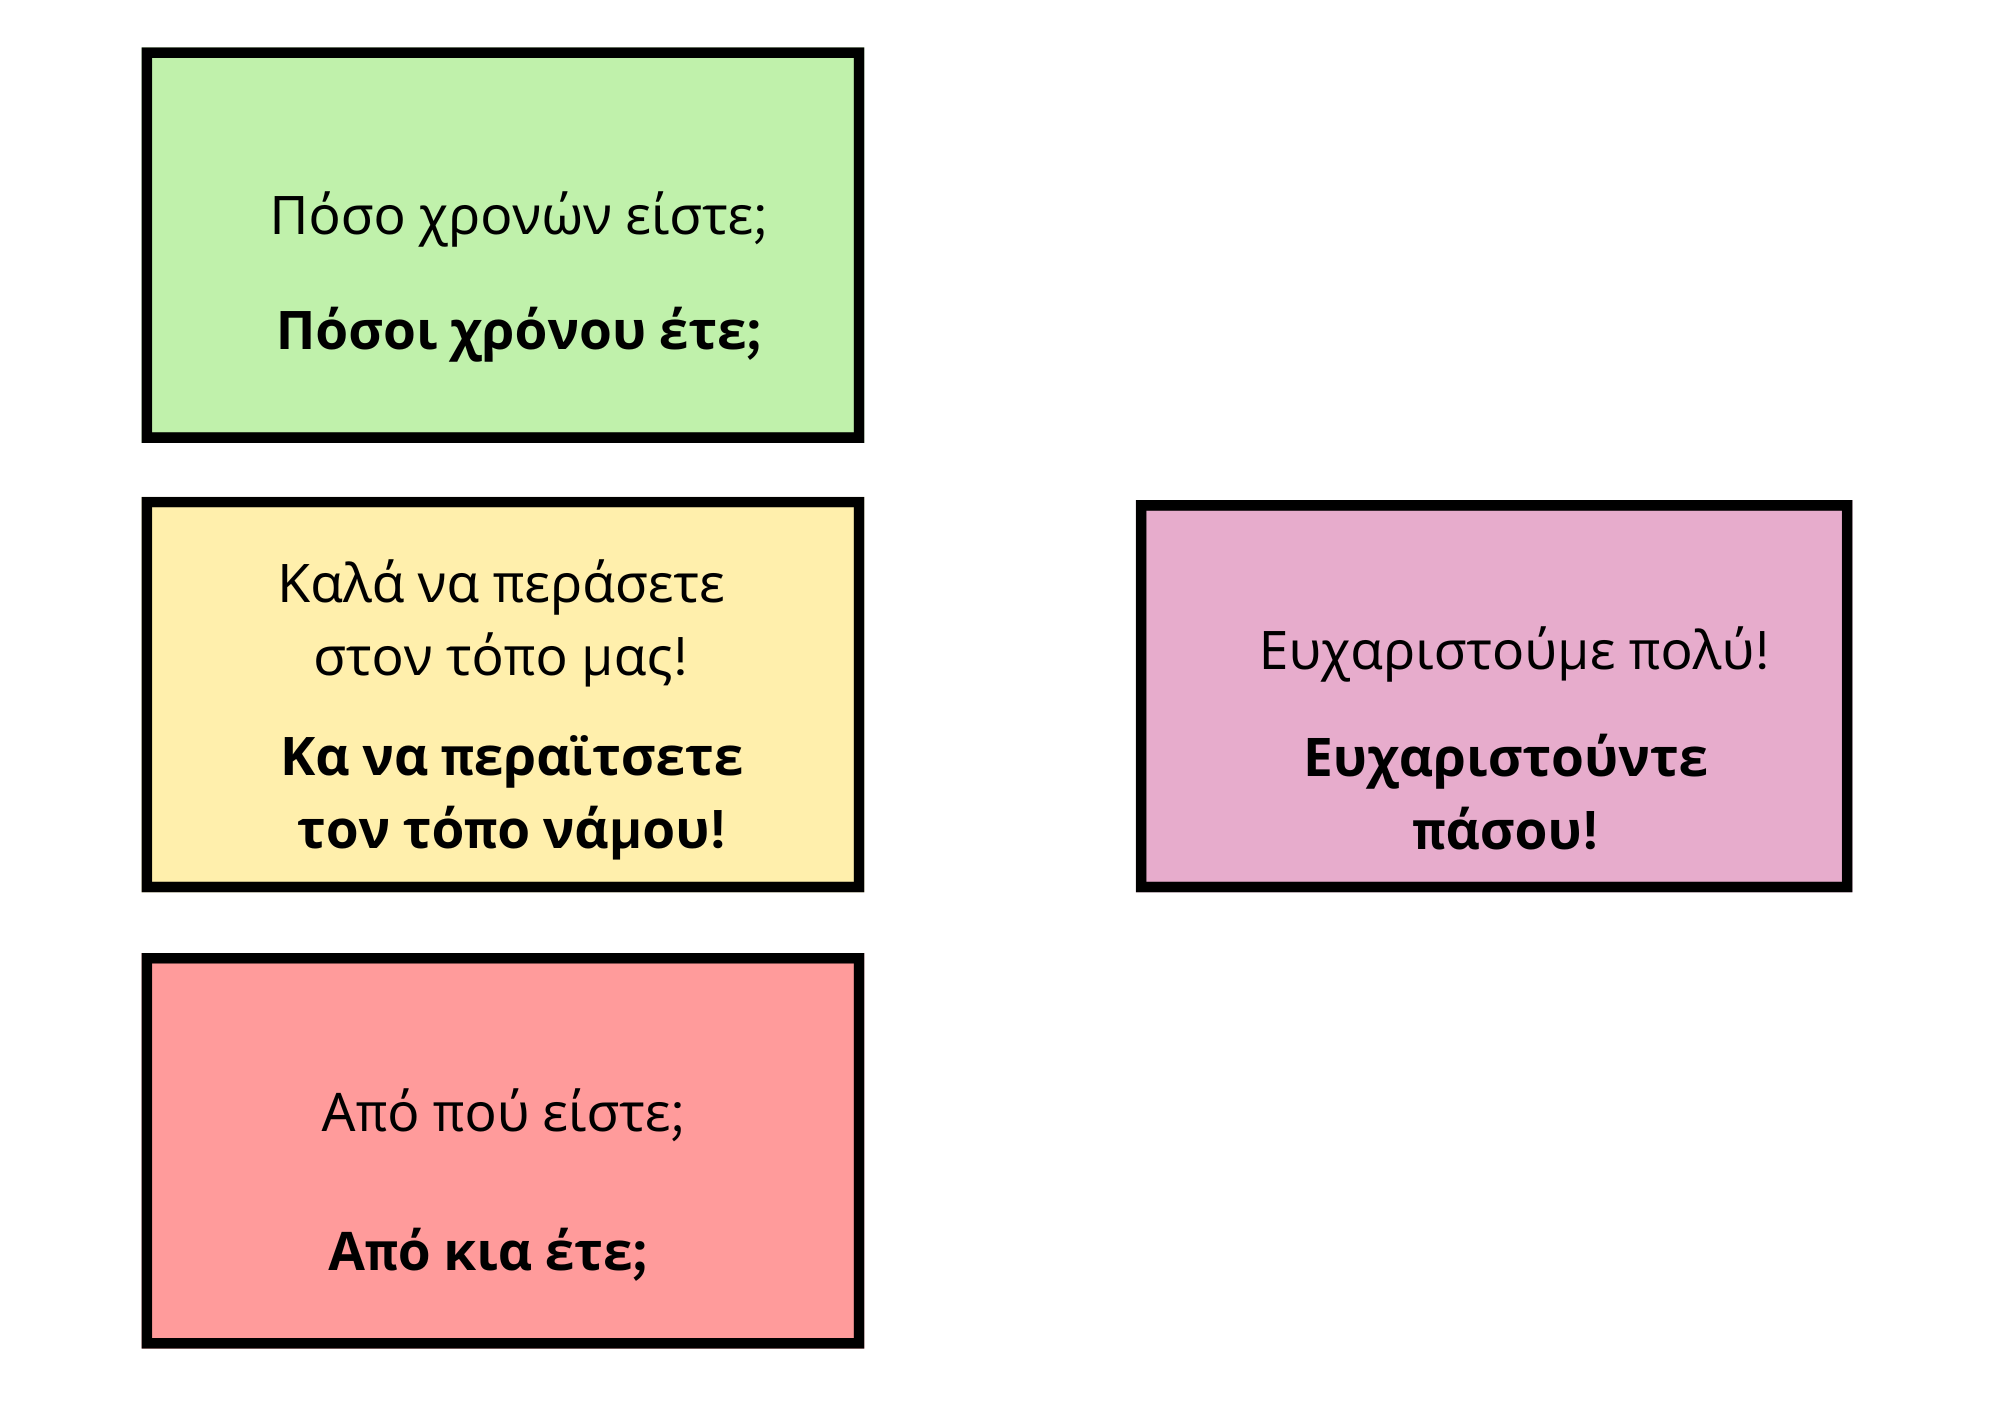 Πόσο χρονών είστε;
Πόσοι χρόνου έτε;
Καλά να περάσετε
στον τόπο μας!
Κα να περαϊτσετε
τον τόπο νάμου!
Ευχαριστούμε πολύ!
Ευχαριστούντε
πάσου!
Από πού είστε;
Από κια έτε;